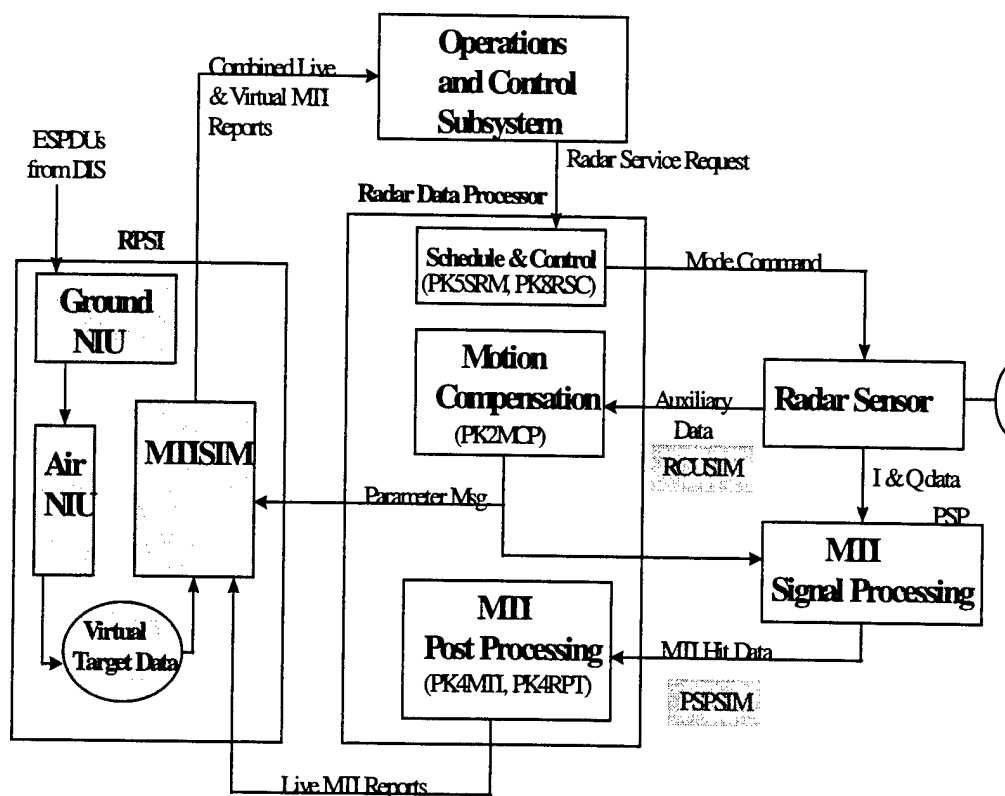 Operations
and Control
Subsystem
Combined Live
& Virtual MTI
Reports
ESPDUs
from DIS
Radar Service Request
Radar Data Processor
RPSI
Schedule & Control
(PK5SRM, PK8RSC)
Mode Command
Ground
NIU
Motion
Compensation
(PK2MCP)
Auxiliary
Data
RCUSIM
Radar Sensor
MTISIM
Air
NIU
Parameter Msg.
I & Q data
PSP
MTI
Signal Processing
Virtual
Target Data
MTI
Post Processing
(PK4MTI, PK4RPT)
MTI Hit Data
PSPSIM
Live MTI Reports